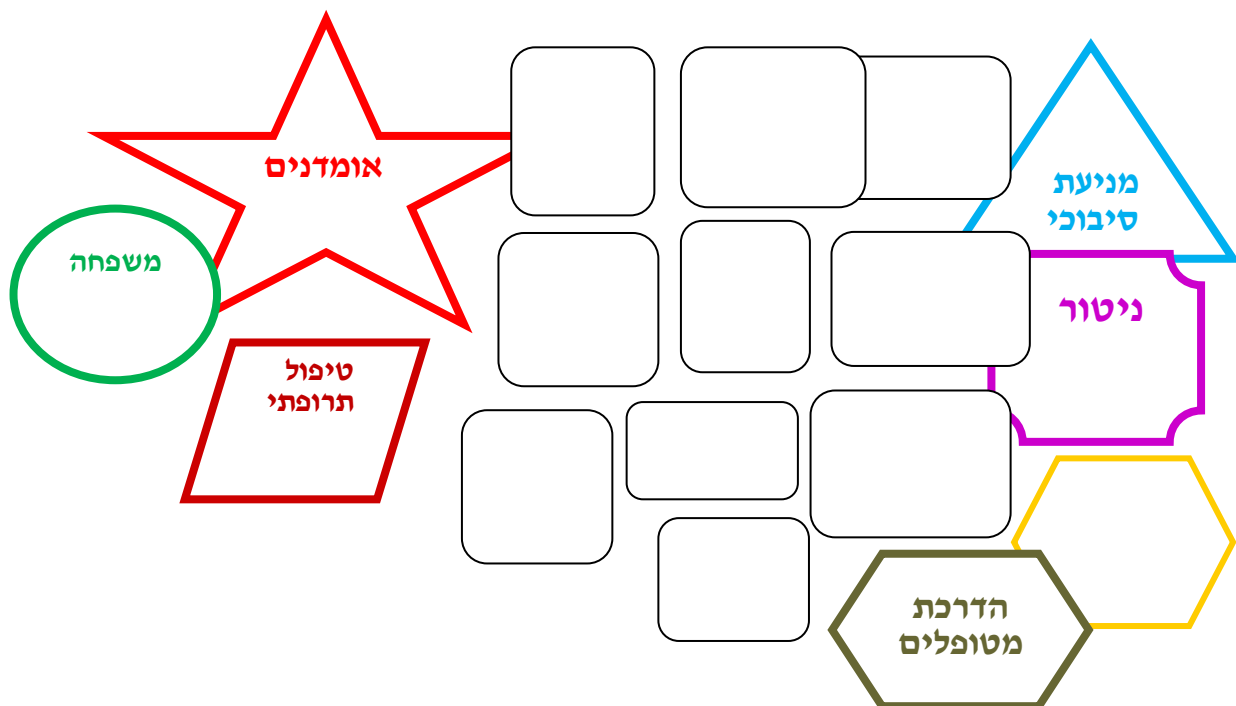 אומדנים
מניעת
סיבוכי
משפחה
ניטור
טיפול
תרופתי
הדרכת
מטופלים